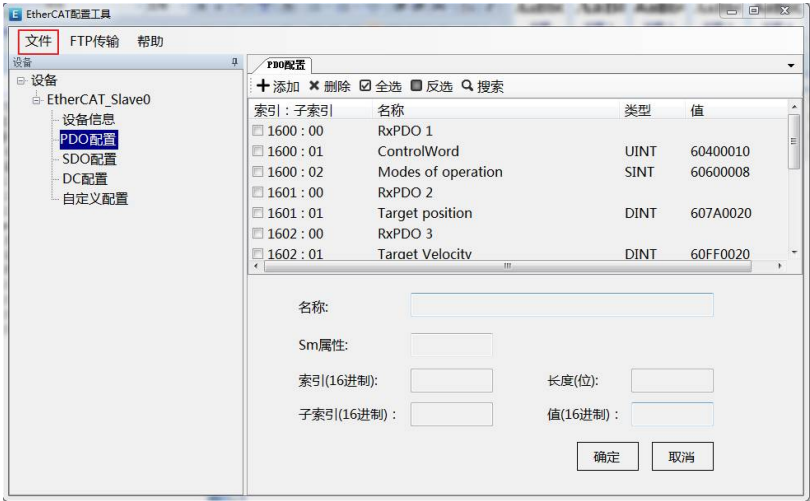 EtherCAT配置工具
文件 FTP传输 帮助
设备
设备
EtherCAT_Slave0
设备信息
PDO配置
SDO配置
DC配置
自定义配置
PDO配置
添加 删除 全选 反选 搜索
索引：子索引 名称 类型 值
1600 : 00 RxPDO 1
1600 : 01 ControlWord UINT 60400010
1600 : 02 Modes of operation SINT 60600008
1601 : 00 RxPDO 2
1601 : 01 Target position DINT 607A0020
1602 : 00 RxPDO 3
1602 : 01 Target Velocity DINT 60FF0020
名称:
Sm属性:
索引(16进制): 长度(位):
子索引(16进制)： 值(16进制)：
确定 取消